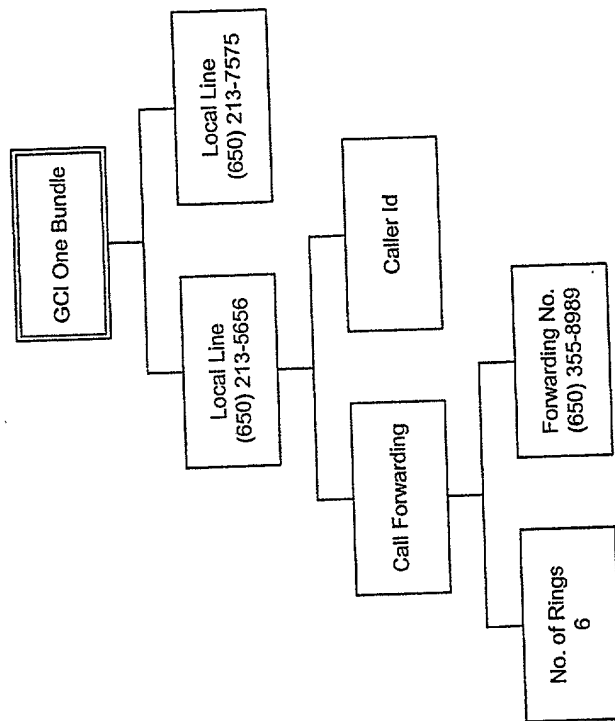 GCI One Bundle
Local Line
(650) 213-5656
Local Line
(650) 213-7575
Call Forwarding
Caller Id
No. of Rings
6
Forwarding No.
(650) 355-8989